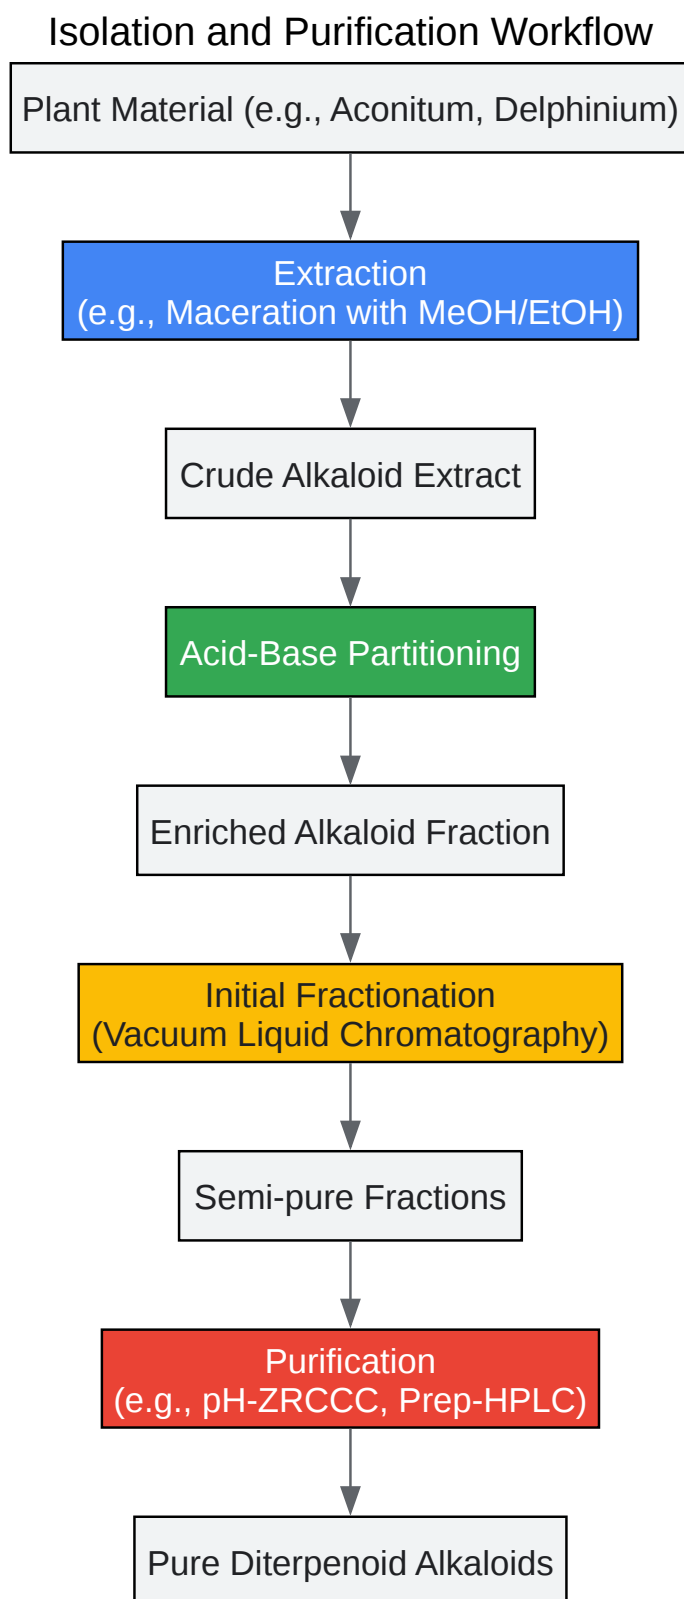 Isolation and Purification Workflow
Plant Material (e.g., Aconitum, Delphinium)
Extraction
(e.g., Maceration with MeOH/EtOH)
Crude Alkaloid Extract
Acid-Base Partitioning
Enriched Alkaloid Fraction
Initial Fractionation
(Vacuum Liquid Chromatography)
Semi-pure Fractions
Purification
(e.g., pH-ZRCCC, Prep-HPLC)
Pure Diterpenoid Alkaloids